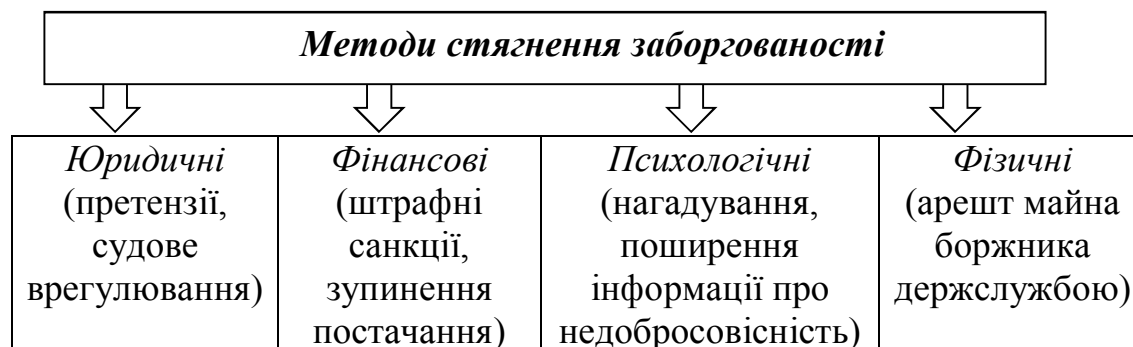 Методи стягнення заборгованості
Юридичні
(претензії,
судове
врегулювання)
Фінансові
(штрафні
санкції,
зупинення
постачання)
Психологічні
(нагадування,
поширення
інформації про
недобросовісність)
Фізичні
(арешт майна
боржника
держслужбою)